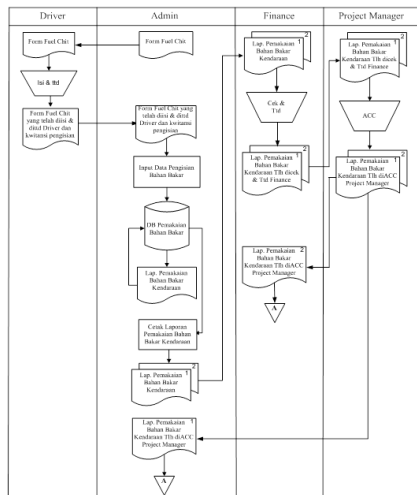 Driver
Admin
Finance
Project Manager
Form Fuel Chit
Form Fuel Chit
Isi & ttd
Form Fuel Chit
yang telah diisi &
dittd Driver dan
kwitansi pengisian
Form Fuel Chit yang
telah diisi & ditd
Driver dan kwitansi
pengisian
Input Data Pengisian
Bahan Bakar
DB Pemakaian
Bahan Bakar
Lap. Pemakaian
Bahan Bakar
Kendaraan
Cetak Laporan
Pemakaian Bahan
Bakar Kendaraan
2
Lap. Pemakaian 1
Bahan Bakar
Kendaraan
Lap. Pemakaian 1
Bahan Bakar
Kendaraan Tlh diACC
Project Manager
A
2
Lap. Pemakaian 1
Bahan Bakar
Kendaraan
Cek &
Ttd
2
Lap. Pemakaian 1
Bahan Bakar
Kendaraan Tlh dicek
& Ttd Finance
Lap. Pemakaian 2
Bahan Bakar
Kendaraan Tlh diACC
Project Manager
A
2
Lap. Pemakaian 1
Bahan Bakar
Kendaraan Tlh dicek
& Ttd Finance
ACC
2
Lap. Pemakaian 1
Bahan Bakar
Kendaraan Tlh diACC
Project Manager